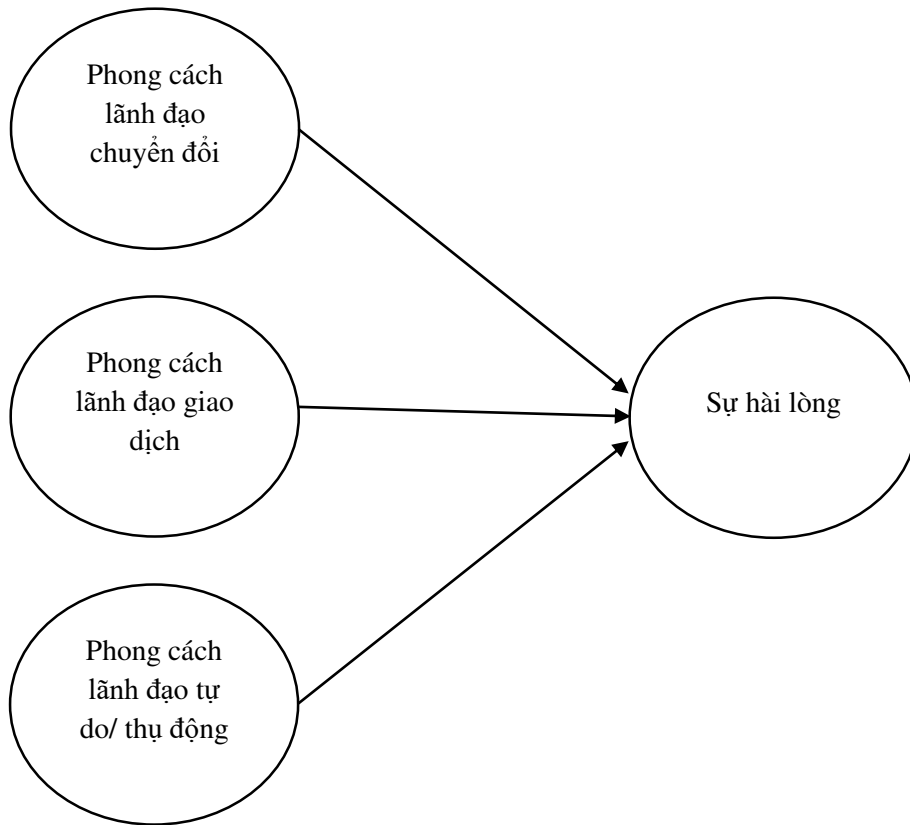 Phong cách
lãnh đạo
chuyển đổi
Phong cách
lãnh đạo giao
dịch
Sự hài lòng
Phong cách
lãnh đạo tự
do/ thụ động